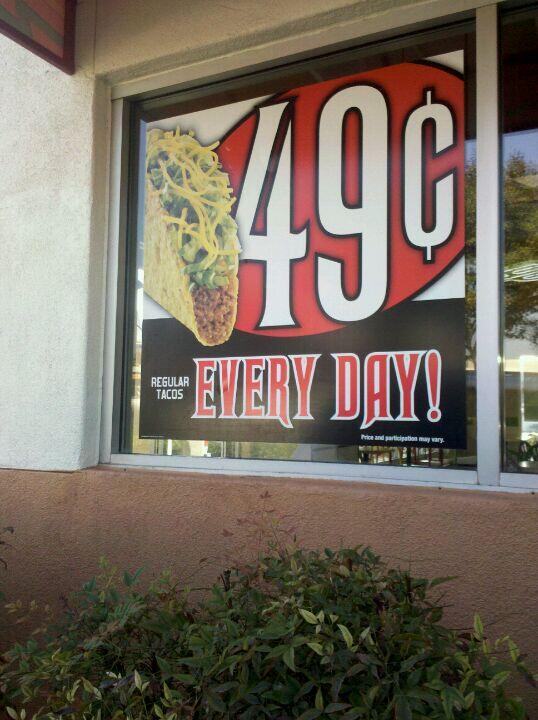 49¢
REGULAR
TACOS
EVERY DAY!
Price and participation may vary.